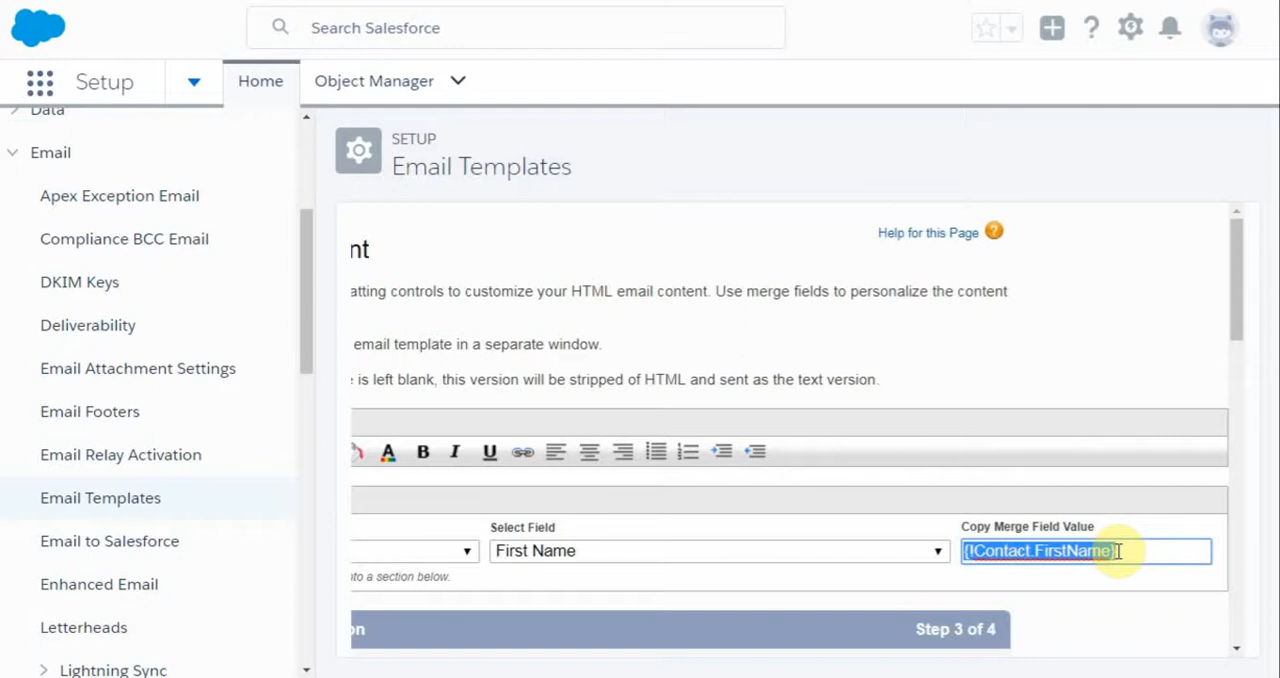 Search Salesforce
Setup
Home
Object Manager
Data
Email
Apex Exception Email
Compliance BCC Email
DKIM Keys
Deliverability
Email Attachment Settings
Email Footers
Email Relay Activation
Email Templates
Email to Salesforce
Enhanced Email
Letterheads
Lightning Sync
SETUP
Email Templates
Help for this Page
nt
atting controls to customize your HTML email content. Use merge fields to personalize the content
email template in a separate window.
e is left blank, this version will be stripped of HTML and sent as the text version.
A B I U
Select Field
Copy Merge Field Value
First Name
{!Contact.FirstName}
nto a section below.
on
Step 3 of 4